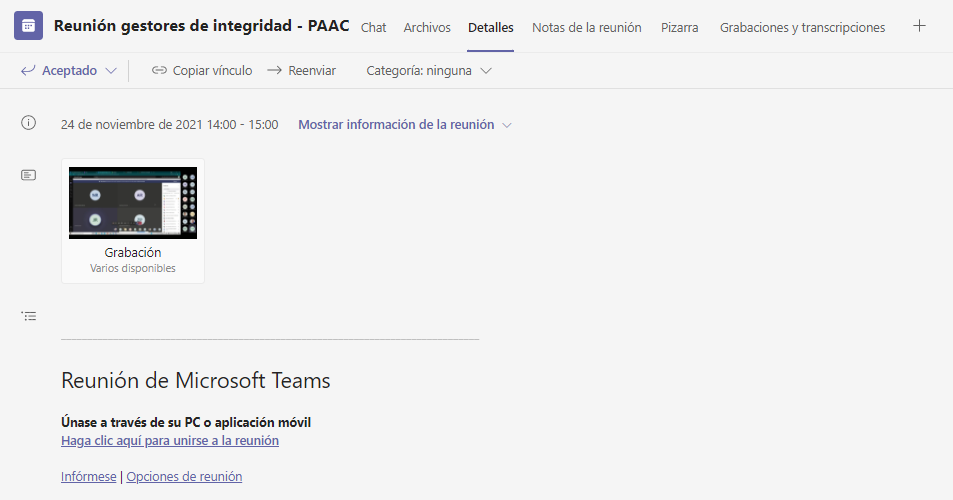 Reunión gestores de integridad - PAAC Chat Archivos Detalles Notas de la reunión Pizarra Grabaciones y transcripciones
Aceptado Copiar vínculo Reenviar Categoría: ninguna
24 de noviembre de 2021 14:00 - 15:00 Mostrar información de la reunión
Grabación
Varios disponibles
Reunión de Microsoft Teams
Únase a través de su PC o aplicación móvil
Haga clic aquí para unirse a la reunión
Infórmese | Opciones de reunión